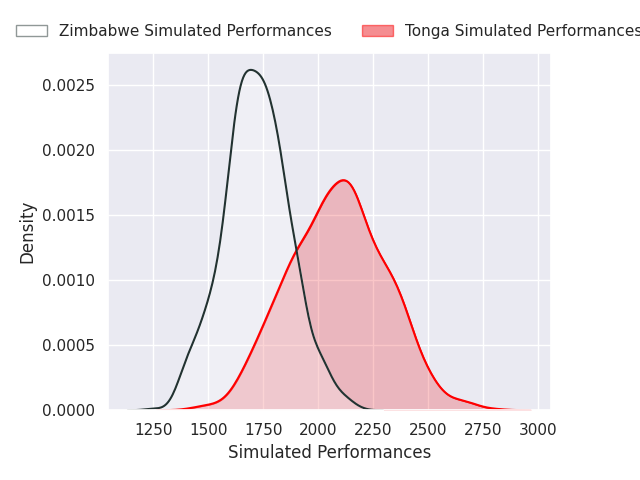 Zimbabwe Simulated Performances
Tonga Simulated Performances
0.0025
0.0020
0.0015
0.0010
0.0005
0.0000
Density
1250 1500 1750 2000 2250 2500 2750 3000
Simulated Performances